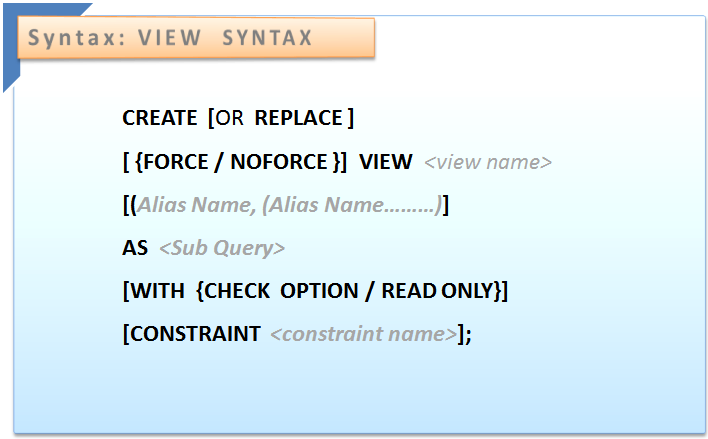 Syntax: VIEW SYNTAX
CREATE [OR REPLACE ]
[ {FORCE / NOFORCE }] VIEW <view name>
[(Alias Name, (Alias Name.........)]
AS <Sub Query>
[WITH {CHECK OPTION / READ ONLY}]
[CONSTRAINT <constraint name>];